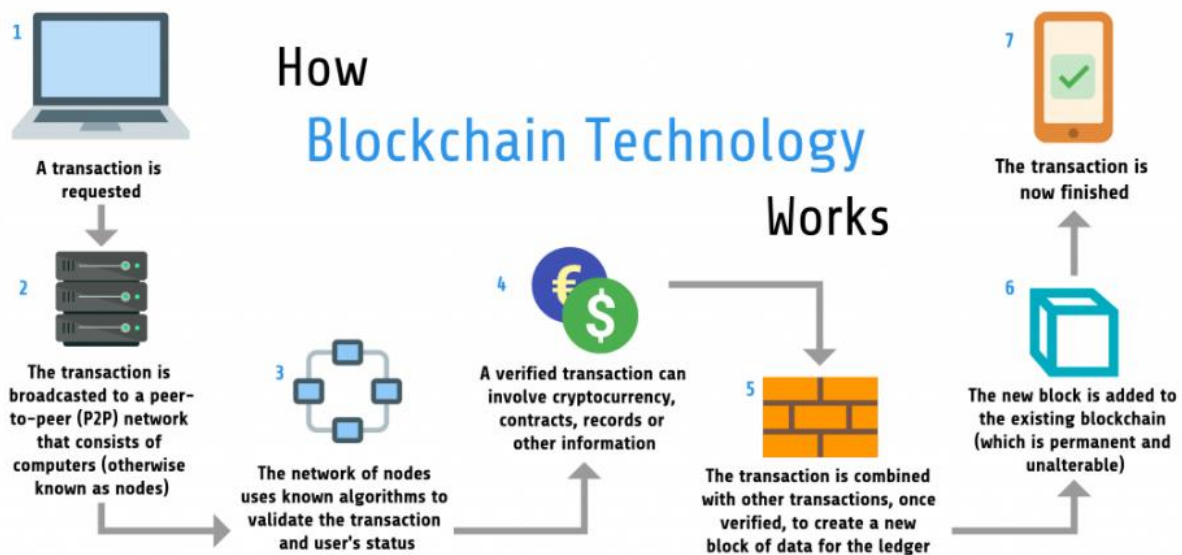 How
Blockchain Technology
Works
1
A transaction is
requested
2
The transaction is
broadcasted to a peer-
to-peer (P2P) network
that consists of
computers (otherwise
known as nodes)
3
The network of nodes
uses known algorithms to
validate the transaction
and user's status
4
€
$
A verified transaction can
involve cryptocurrency,
contracts, records or
other information
5
The transaction is combined
with other transactions, once
verified, to create a new
block of data for the ledger
6
The new block is added to
the existing blockchain
(which is permanent and
unalterable)
7
The transaction is
now finished